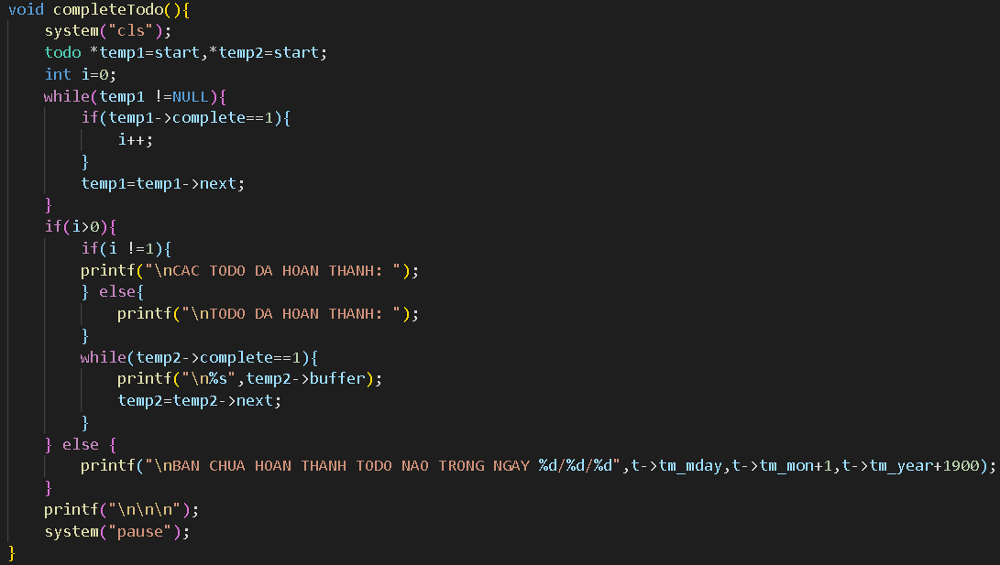 void completeTodo(){
    system("cls");
    todo *temp1=start,*temp2=start;
    int i=0;
    while(temp1 !=NULL){
        if(temp1->complete==1){
            i++;
        }
        temp1=temp1->next;
    }
    if(i>0){
        if(i !=1){
        printf("\nCAC TODO DA HOAN THANH: ");
        } else{
            printf("\nTODO DA HOAN THANH: ");
        }
        while(temp2->complete==1){
            printf("\n%s",temp2->buffer);
            temp2=temp2->next;
        }
    } else {
        printf("\nBAN CHUA HOAN THANH TODO NAO TRONG NGAY %d/%d/%d",t->tm_mday,t->tm_mon+1,t->tm_year+1900);
    }
    printf("\n\n\n");
    system("pause");
}